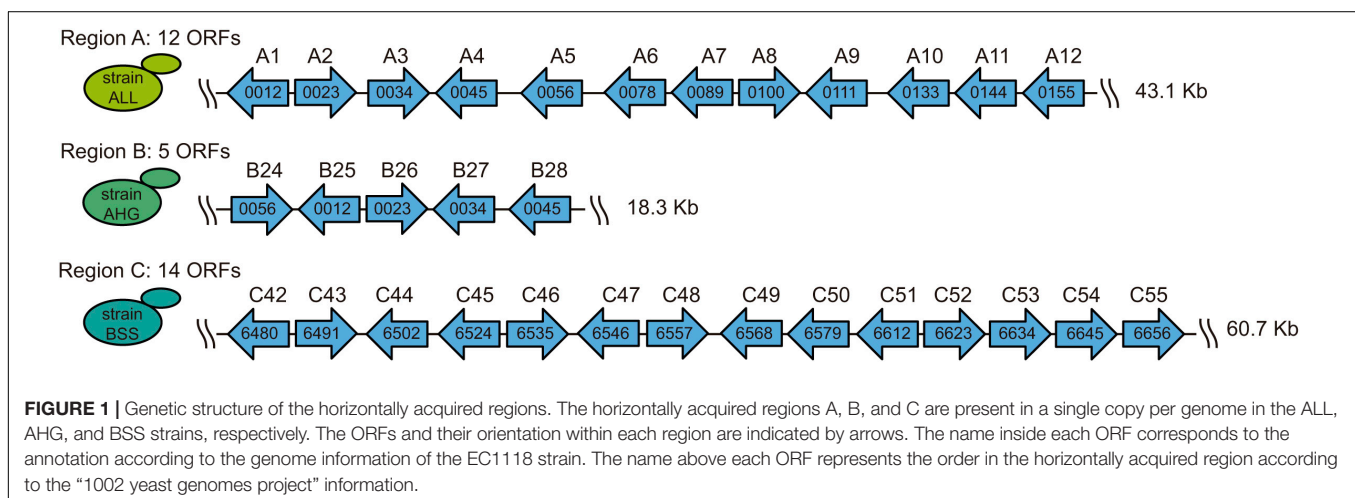 Region A: 12 ORFs
strain
ALL
A1 A2 A3 A4 A5 A6 A7 A8 A9 A10 A11 A12
0012 0023 0034 0045 0056 0078 0089 0100 0111 0133 0144 0155
43.1 Kb
Region B: 5 ORFs
strain
AHG
B24 B25 B26 B27 B28
0056 0012 0023 0034 0045
18.3 Kb
Region C: 14 ORFs
strain
BSS
C42 C43 C44 C45 C46 C47 C48 C49 C50 C51 C52 C53 C54 C55
6480 6491 6502 6524 6535 6546 6557 6568 6579 6612 6623 6634 6645 6656
60.7 Kb
FIGURE 1 | Genetic structure of the horizontally acquired regions. The horizontally acquired regions A, B, and C are present in a single copy per genome in the ALL,
AHG, and BSS strains, respectively. The ORFs and their orientation within each region are indicated by arrows. The name inside each ORF corresponds to the
annotation according to the genome information of the EC1118 strain. The name above each ORF represents the order in the horizontally acquired region according
to the “1002 yeast genomes project” information.